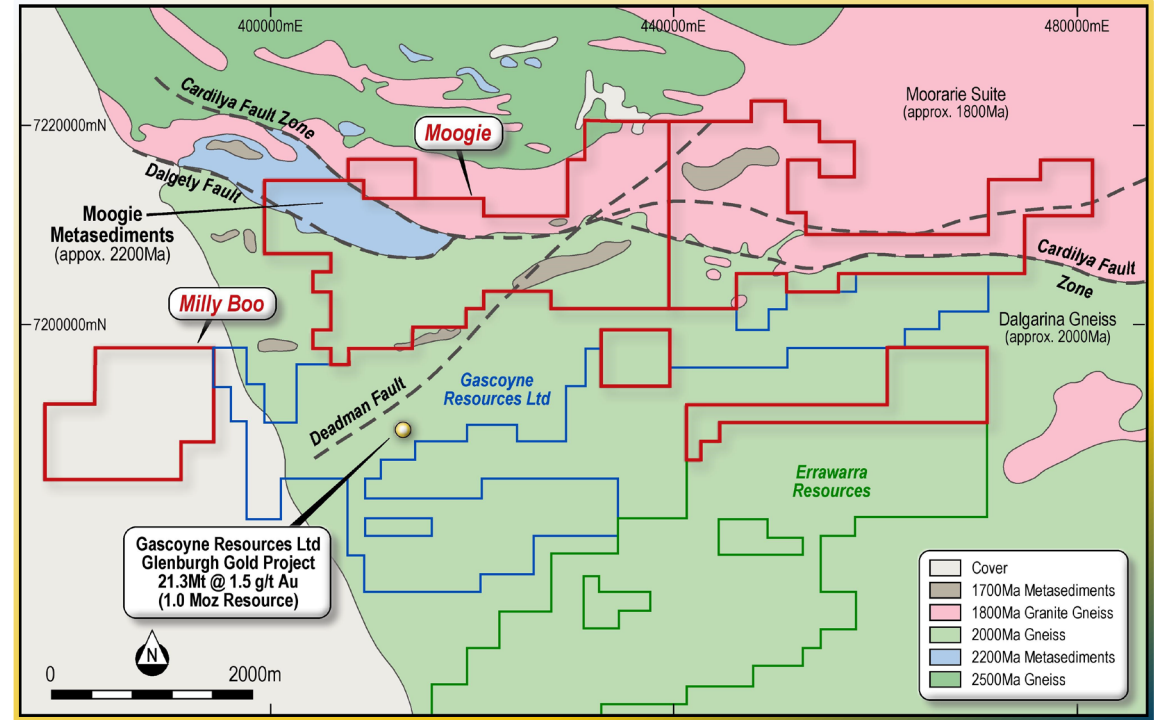 400000mE
440000mE
480000mE
7220000mN
7200000mN
Cardilya Fault Zone
Moogie
Moorarie Suite
(approx. 1800Ma)
Dalgety Fault
Moogie
Metasediments
(appox. 2200Ma)
Cardilya Fault
Zone
Milly Boo
Dalgarina Gneiss
(approx. 2000Ma)
Deadman Fault
Gascoyne
Resources Ltd
Errawarra
Resources
Gascoyne Resources Ltd
Glenburgh Gold Project
21.3Mt @ 1.5 g/t Au
(1.0 Moz Resource)
N
0
2000m
Cover
1700Ma Metasediments
1800Ma Granite Gneiss
2000Ma Gneiss
2200Ma Metasediments
2500Ma Gneiss